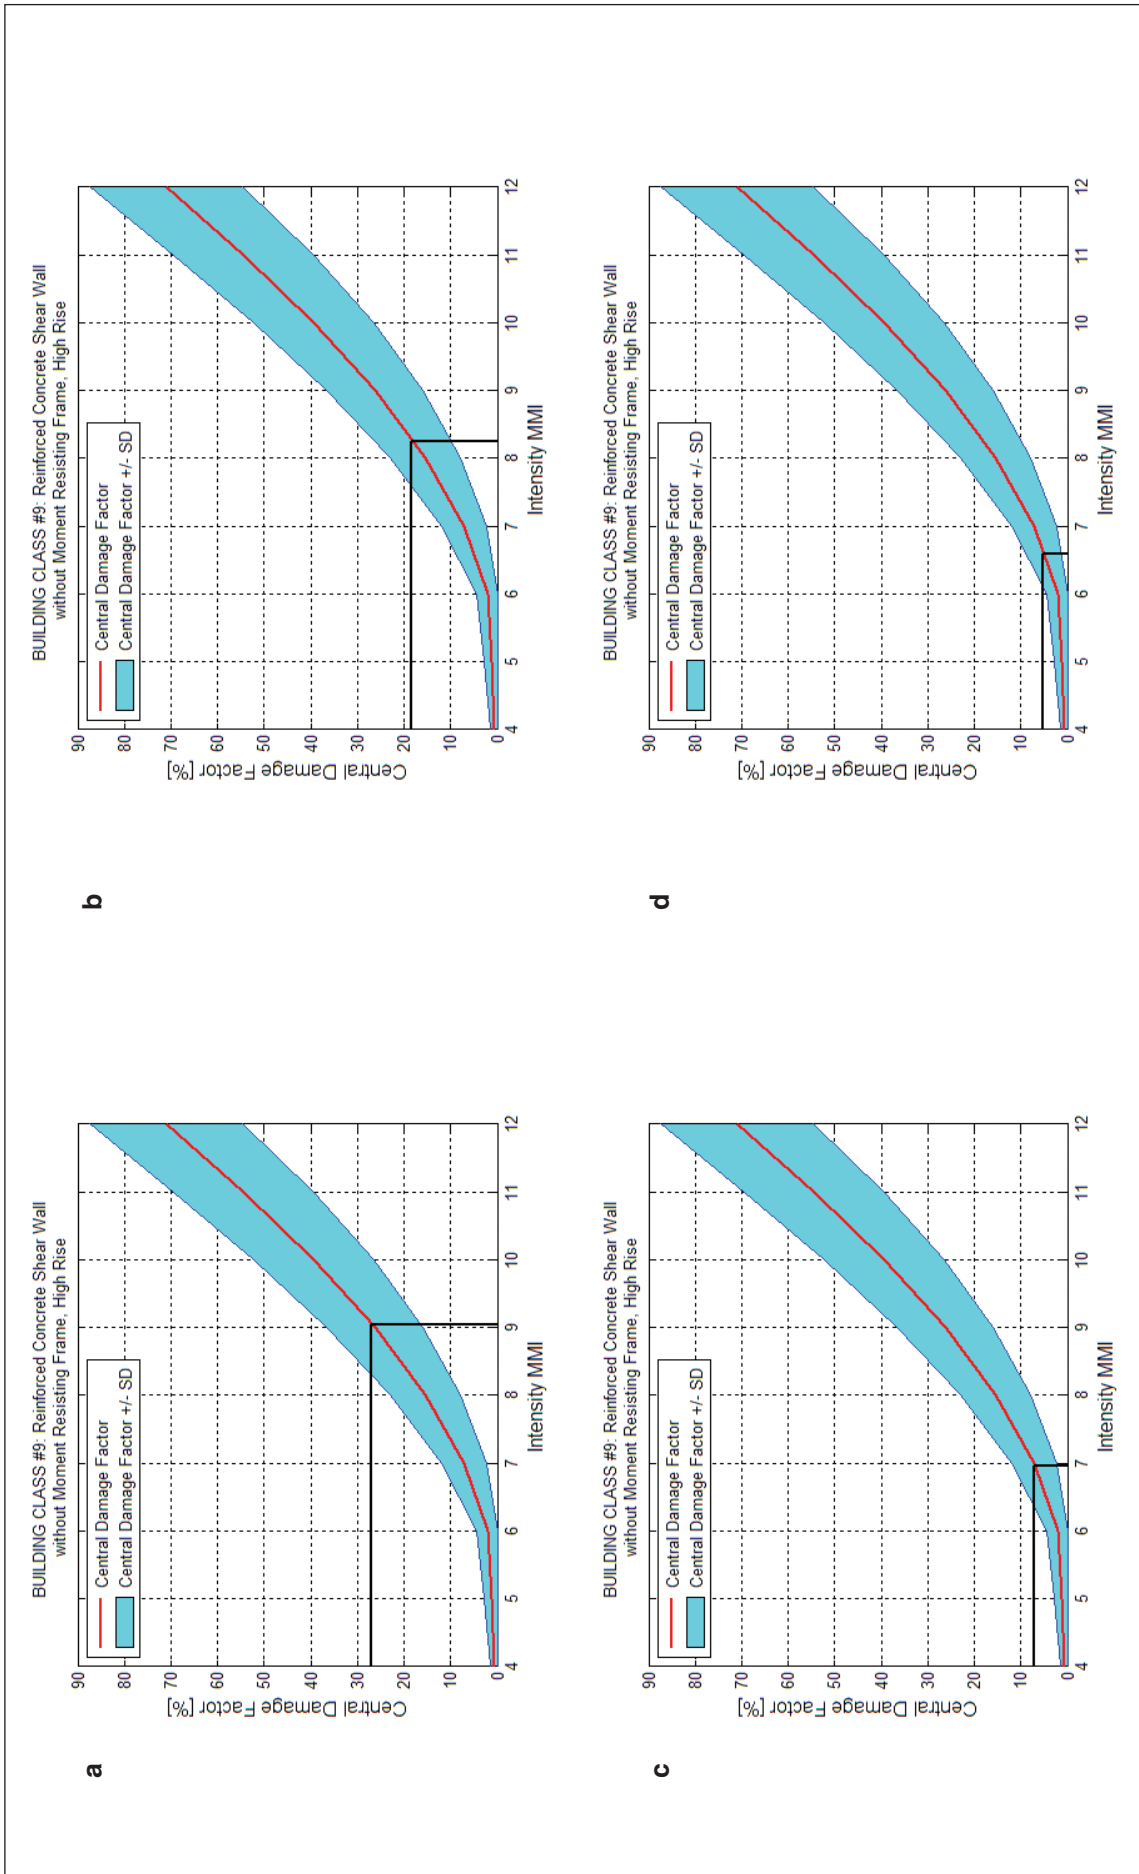 a
BUILDING CLASS #9: Reinforced Concrete Shear Wall
without Moment Resisting Frame, High Rise
Central Damage Factor
Central Damage Factor +/- SD
Central Damage Factor [%]
90
80
70
60
50
40
30
20
10
0
4 5 6 7 8 9 10 11 12
Intensity MMI
b
BUILDING CLASS #9: Reinforced Concrete Shear Wall
without Moment Resisting Frame, High Rise
Central Damage Factor
Central Damage Factor +/- SD
Central Damage Factor [%]
90
80
70
60
50
40
30
20
10
0
4 5 6 7 8 9 10 11 12
Intensity MMI
c
BUILDING CLASS #9: Reinforced Concrete Shear Wall
without Moment Resisting Frame, High Rise
Central Damage Factor
Central Damage Factor +/- SD
Central Damage Factor [%]
90
80
70
60
50
40
30
20
10
0
4 5 6 7 8 9 10 11 12
Intensity MMI
d
BUILDING CLASS #9: Reinforced Concrete Shear Wall
without Moment Resisting Frame, High Rise
Central Damage Factor
Central Damage Factor +/- SD
Central Damage Factor [%]
90
80
70
60
50
40
30
20
10
0
4 5 6 7 8 9 10 11 12
Intensity MMI